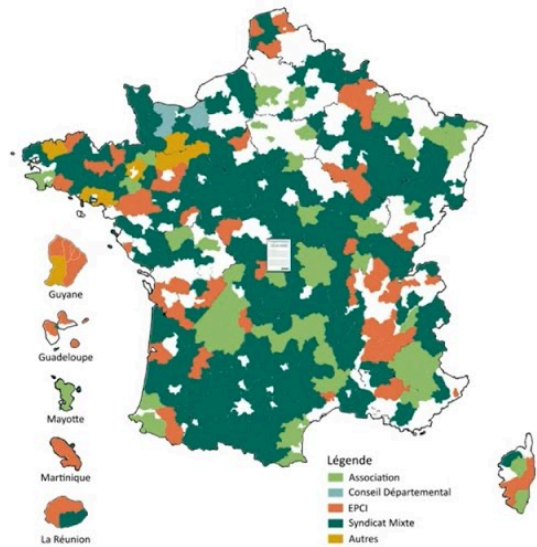 Guyane
Guadeloupe
Mayotte
Martinique
La Réunion
Légende
Association
Conseil Départemental
EPCI
Syndicat Mixte
Autres